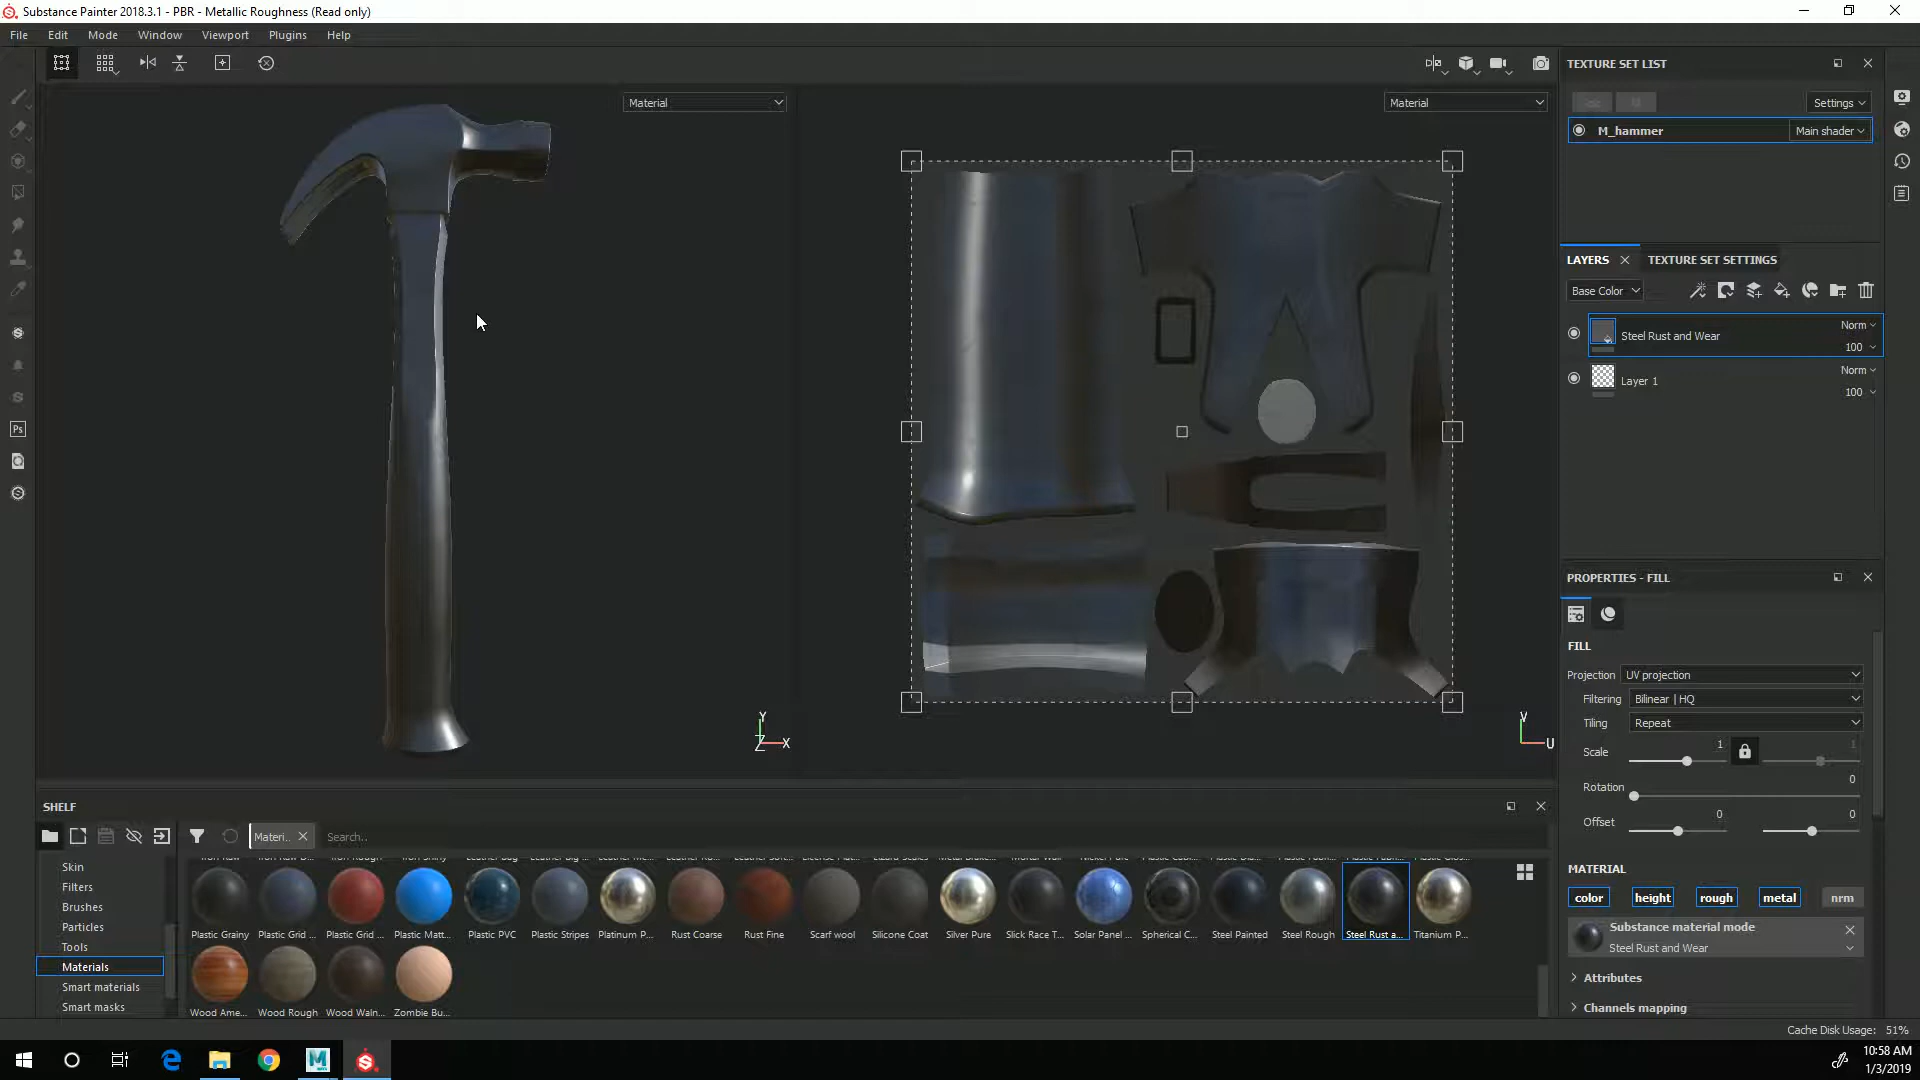 Substance Painter 2018.3.1 - PBR - Metallic Roughness (Read only)
File Edit Mode Window Viewport Plugins Help
Material
Material
Y
Z X
V
U
TEXTURE SET LIST
Settings
M_hammer Main shader
LAYERS TEXTURE SET SETTINGS
Base Color
Steel Rust and Wear Norm
100
Layer 1 Norm
100
PROPERTIES - FILL
FILL
Projection UV projection
Filtering Bilinear | HQ
Tiling Repeat
Scale 1 1
Rotation 0
Offset 0 0
MATERIAL
color height rough metal nrm
Substance material mode
Steel Rust and Wear
Attributes
Channels mapping
SHELF
Materi.. Search..
Skin
Filters
Brushes
Particles
Tools
Materials
Smart materials
Smart masks
Plastic Grainy Plastic Grid ... Plastic Grid ... Plastic Matt... Plastic PVC Plastic Stripes Platinum P... Rust Coarse Rust Fine Scarf wool Silicone Coat Silver Pure Slick Race T... Solar Panel ... Spherical C... Steel Painted Steel Rough Steel Rust a... Titanium P...
Wood Ame... Wood Rough Wood Waln... Zombie Bu...
Cache Disk Usage: 51%
Ps
10:58 AM
1/3/2019